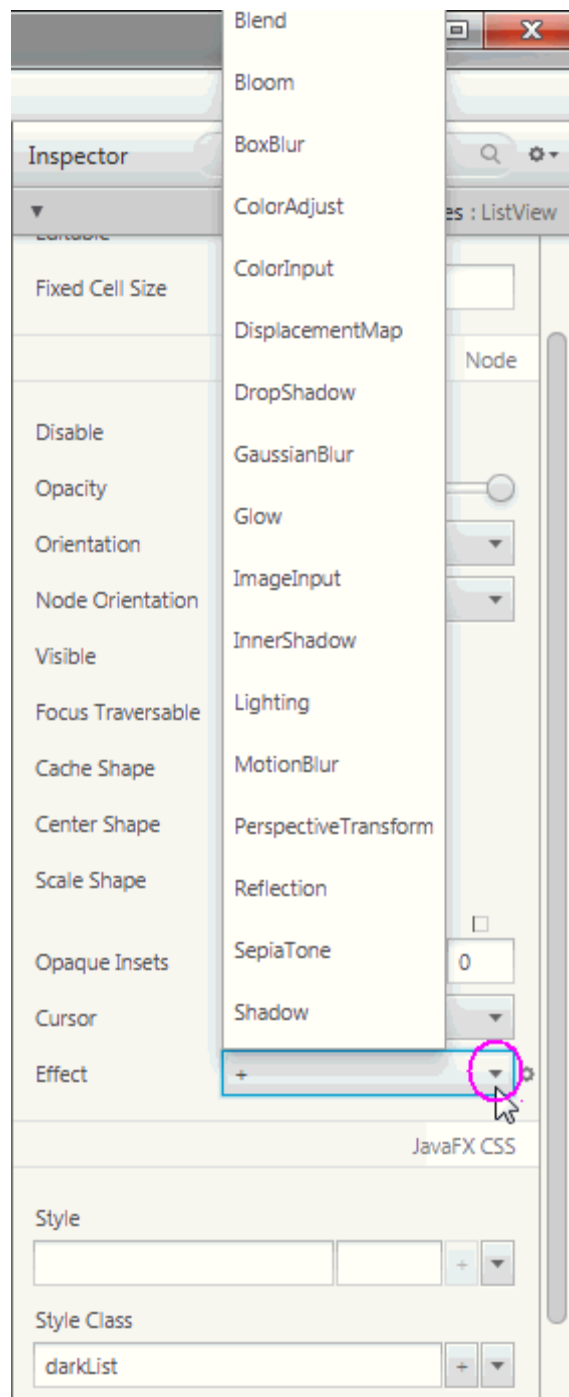 Blend
Bloom
Inspector
BoxBlur
ColorAdjust
es : ListView
Editable
ColorInput
Fixed Cell Size
DisplacementMap
Node
DropShadow
Disable
GaussianBlur
Opacity
Glow
Orientation
ImageInput
Node Orientation
InnerShadow
Visible
Lighting
Focus Traversable
MotionBlur
Cache Shape
PerspectiveTransform
Center Shape
Reflection
Scale Shape
SepiaTone
Opaque Insets
0
Shadow
Cursor
Effect
+
JavaFX CSS
Style
+
Style Class
darkList
+